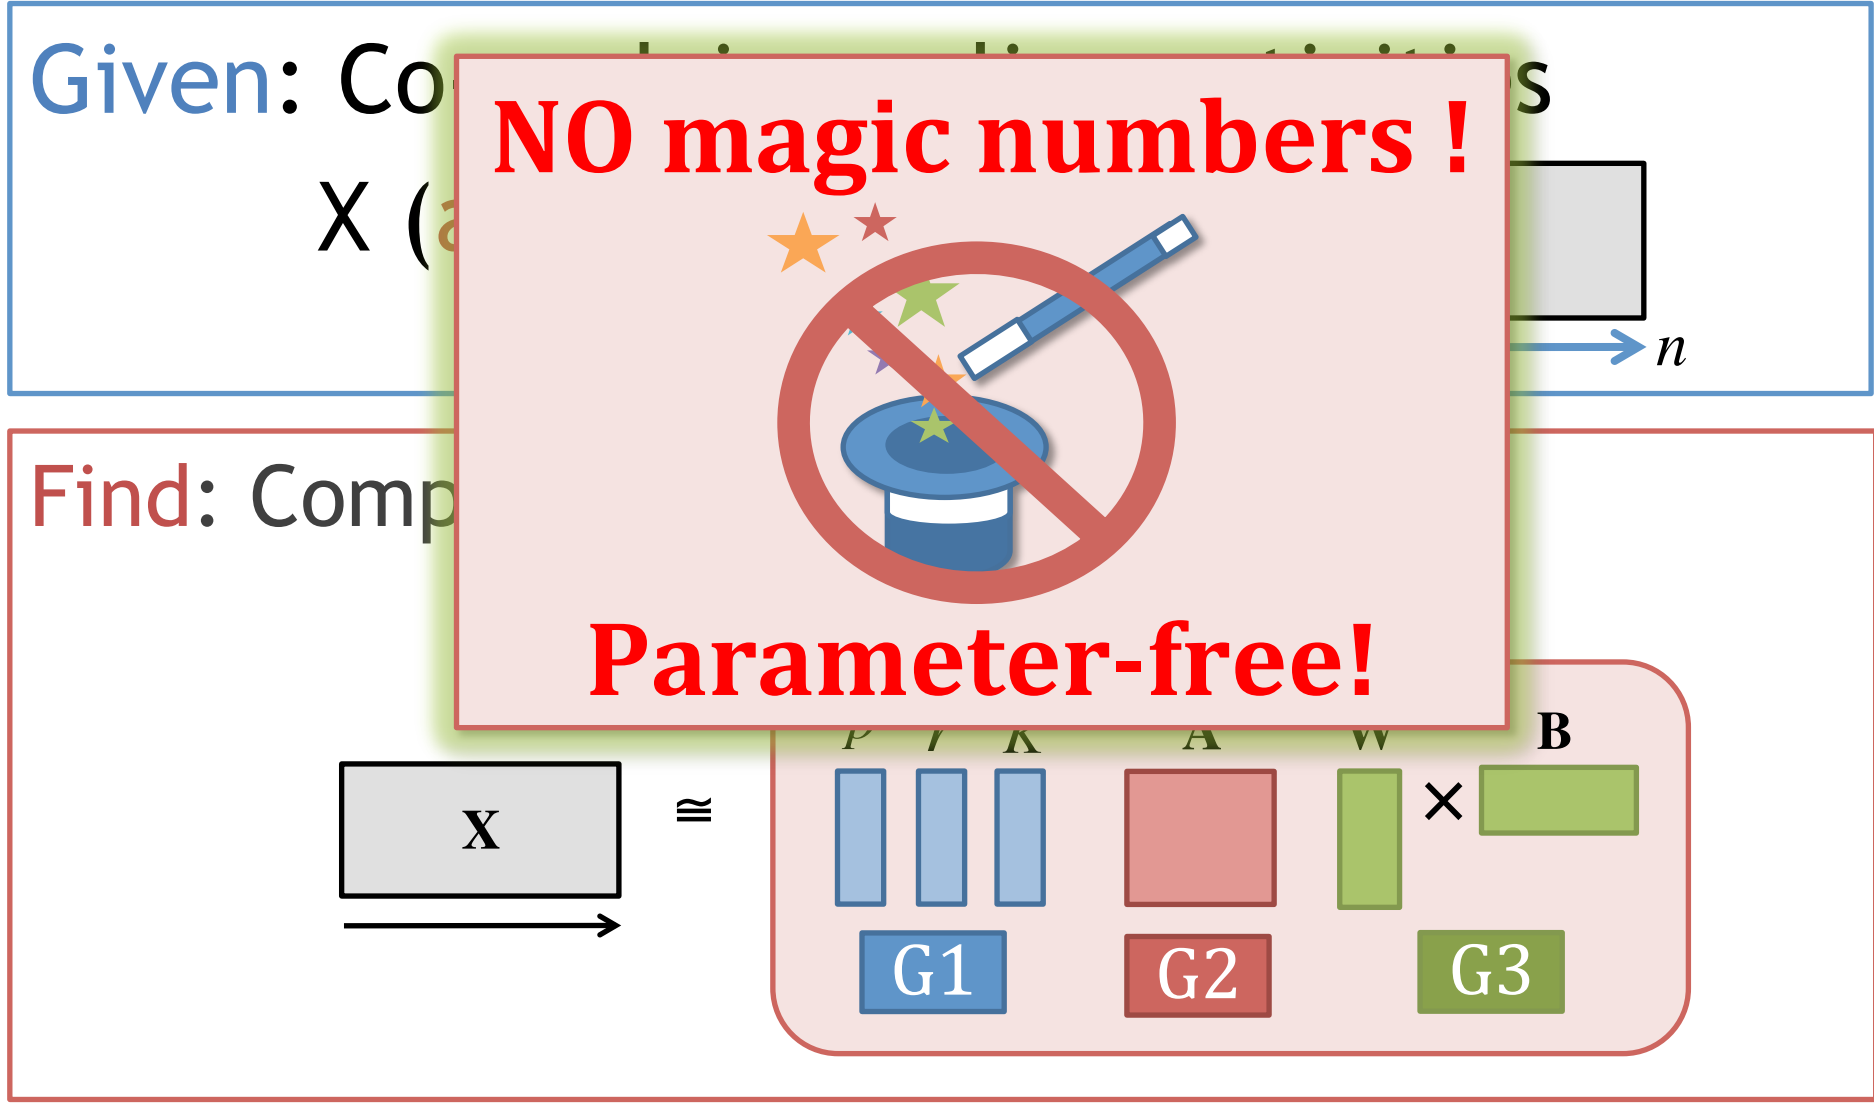 Given: Co
NO magic numbers !
X (
n
Find: Comp
Parameter-free!
A W B
X ≅ ×
G1 G2 G3